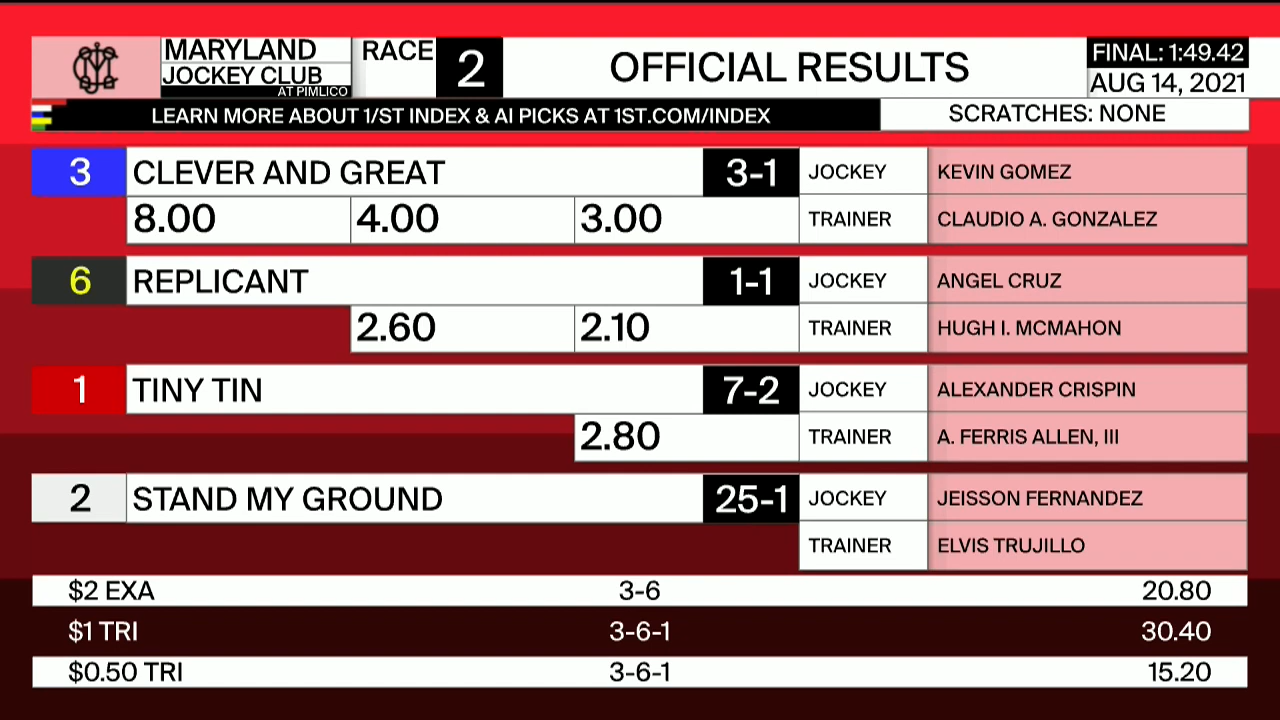 MARYLAND
JOCKEY CLUB
AT PIMLICO
RACE 2
OFFICIAL RESULTS
FINAL: 1:49.42
AUG 14, 2021
LEARN MORE ABOUT 1/ST INDEX & AI PICKS AT 1ST.COM/INDEX
SCRATCHES: NONE
3 CLEVER AND GREAT 3-1 JOCKEY KEVIN GOMEZ
8.00 4.00 3.00 TRAINER CLAUDIO A. GONZALEZ
6 REPLICANT 1-1 JOCKEY ANGEL CRUZ
2.60 2.10 TRAINER HUGH I. MCMAHON
1 TINY TIN 7-2 JOCKEY ALEXANDER CRISPIN
2.80 TRAINER A. FERRIS ALLEN, III
2 STAND MY GROUND 25-1 JOCKEY JEISSON FERNANDEZ
TRAINER ELVIS TRUJILLO
$2 EXA 3-6 20.80
$1 TRI 3-6-1 30.40
$0.50 TRI 3-6-1 15.20